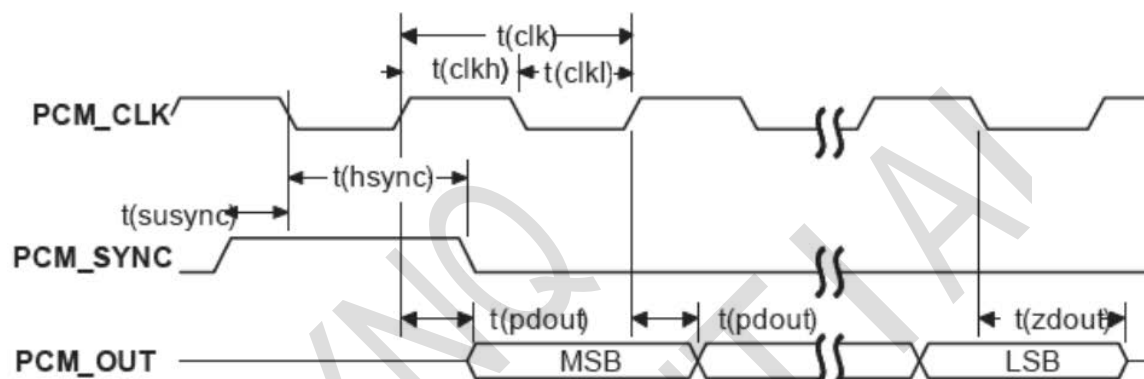 t(clk)
t(clkh) t(clkl)
PCM_CLK
t(hsync)
t(susync)
PCM_SYNC
t(pdout) t(pdout) t(zdout)
PCM_OUT MSB LSB